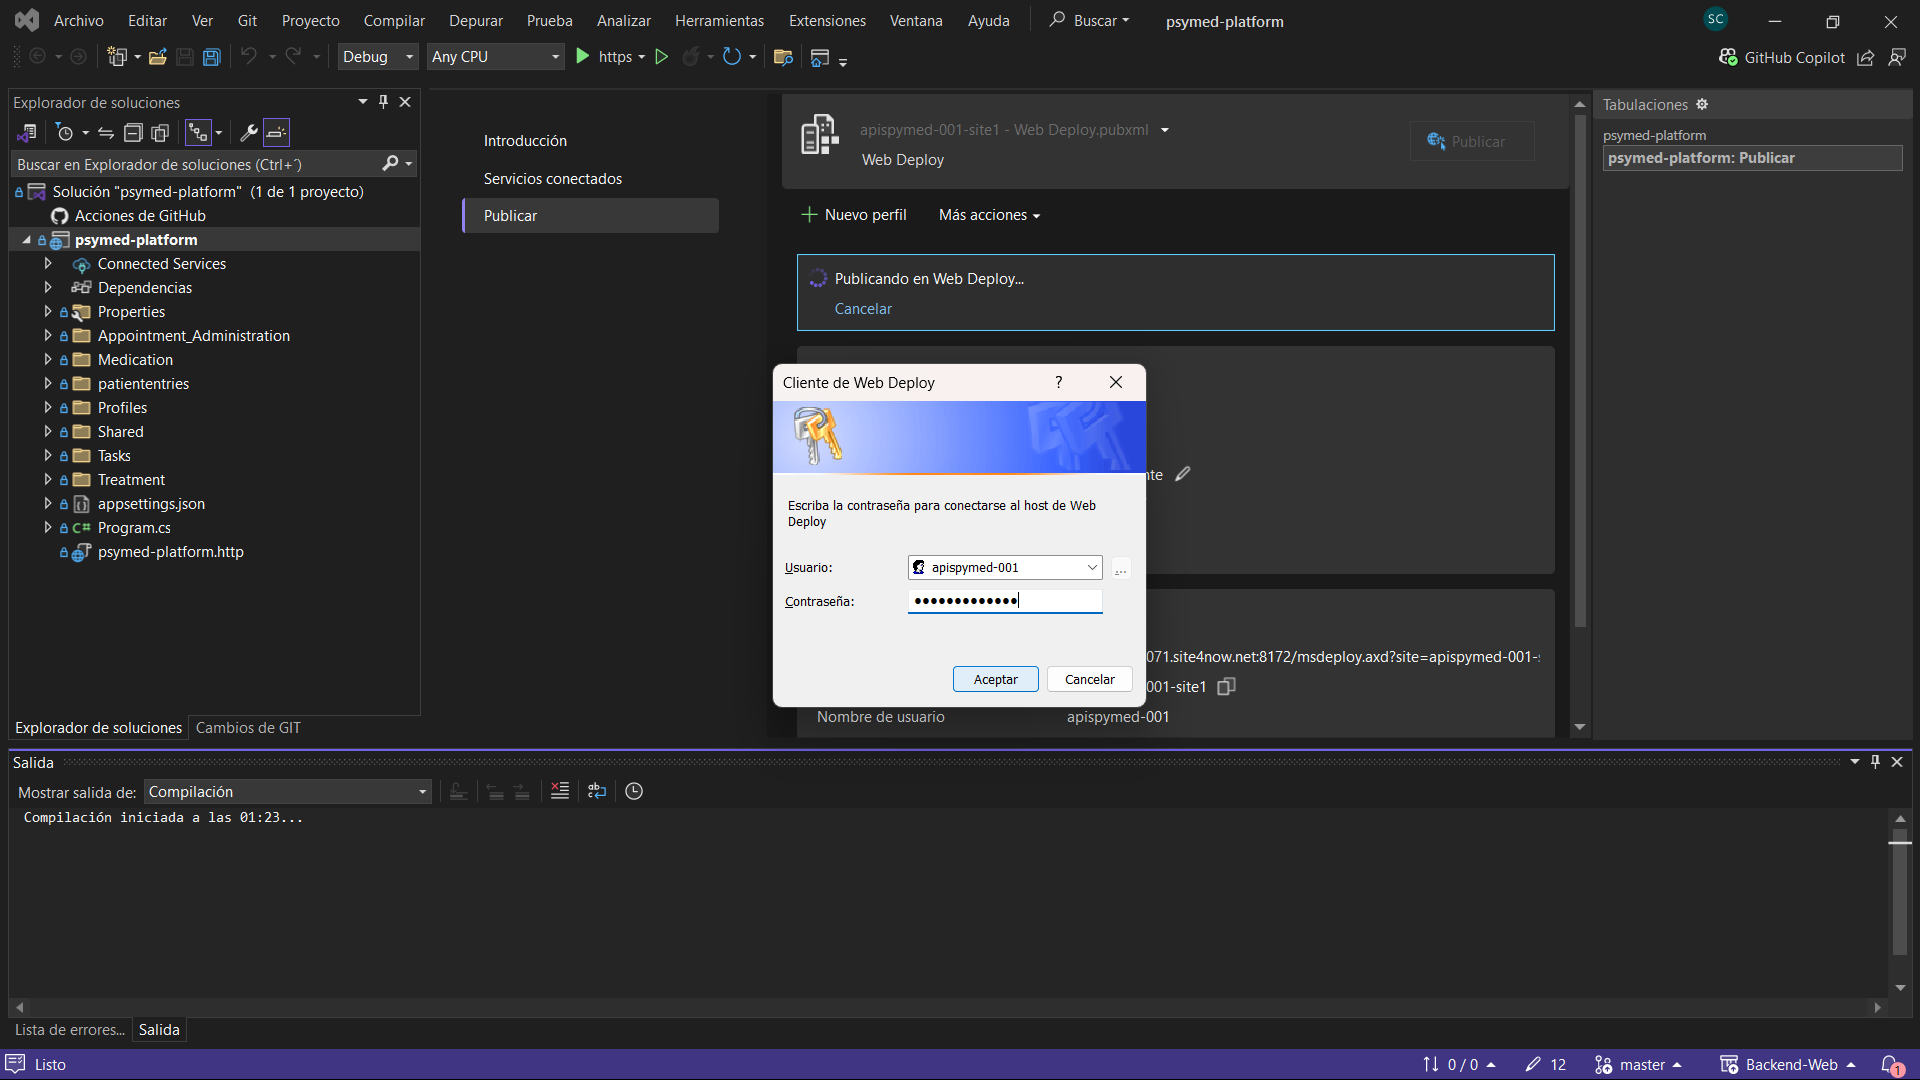 Archivo Editar Ver Git Proyecto Compilar Depurar Prueba Analizar Herramientas Extensiones Ventana Ayuda Buscar psymed-platform SC
Debug Any CPU https GitHub Copilot
Explorador de soluciones
Buscar en Explorador de soluciones (Ctrl+´)
Solución "psymed-platform" (1 de 1 proyecto)
Acciones de GitHub
psymed-platform
Connected Services
Dependencias
Properties
Appointment_Administration
Medication
patiententries
Profiles
Shared
Tasks
Treatment
appsettings.json
Program.cs
psymed-platform.http
Explorador de soluciones Cambios de GIT
Introducción
Servicios conectados
Publicar
apispymed-001-site1 - Web Deploy.pubxml
Web Deploy
Publicar
Nuevo perfil Más acciones
Publicando en Web Deploy...
Cancelar
Cliente de Web Deploy ?
Escriba la contraseña para conectarse al host de Web
Deploy
Usuario: apispymed-001 ...
Contraseña: •••••••••••••
Aceptar Cancelar
nte
071.site4now.net:8172/msdeploy.axd?site=apispymed-001-
001-site1
Nombre de usuario apispymed-001
Tabulaciones
psymed-platform
psymed-platform: Publicar
Salida
Mostrar salida de: Compilación
Compilación iniciada a las 01:23...
Lista de errores... Salida
Listo 0 / 0 12 master Backend-Web 1